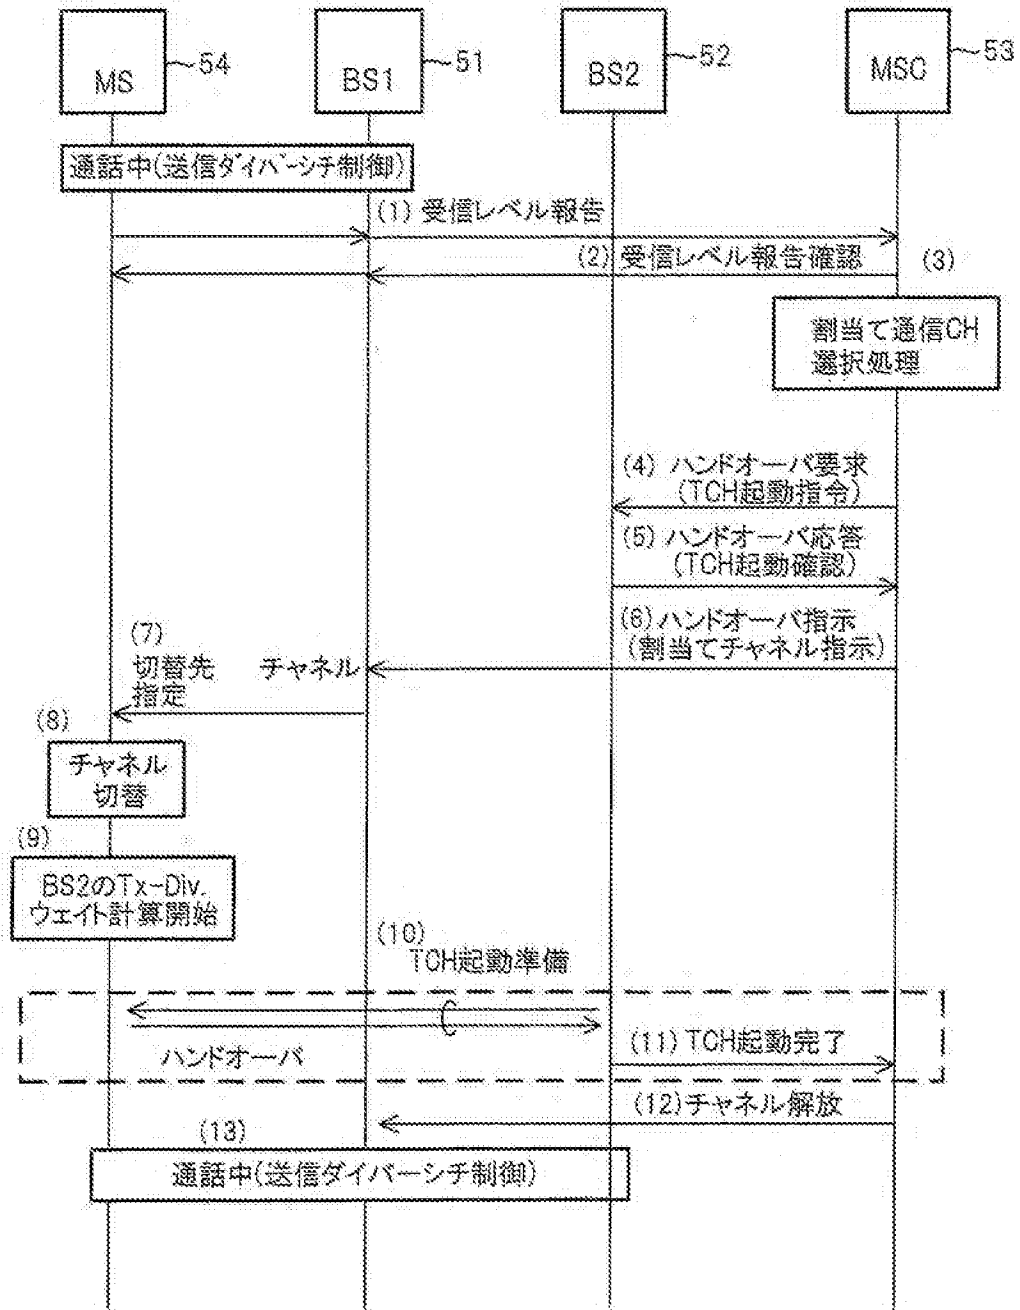 MS
54
BS1
51
BS2
52
MSC
53
通話中(送信ダイバーシチ制御)
(1) 受信レベル報告
(2) 受信レベル報告確認
(3)
割当て通信CH
選択処理
(4) ハンドオーバ要求
(TCH起動指令)
(5) ハンドオーバ応答
(TCH起動確認)
(6) ハンドオーバ指示
(割当てチャネル指示)
(7)
切替先 チャネル
指定
(8)
チャネル
切替
(9)
BS2のTx-Div.
ウェイト計算開始
(10)
TCH起動準備
ハンドオーバ
(11) TCH起動完了
(12)チャネル解放
(13)
通話中(送信ダイバーシチ制御)